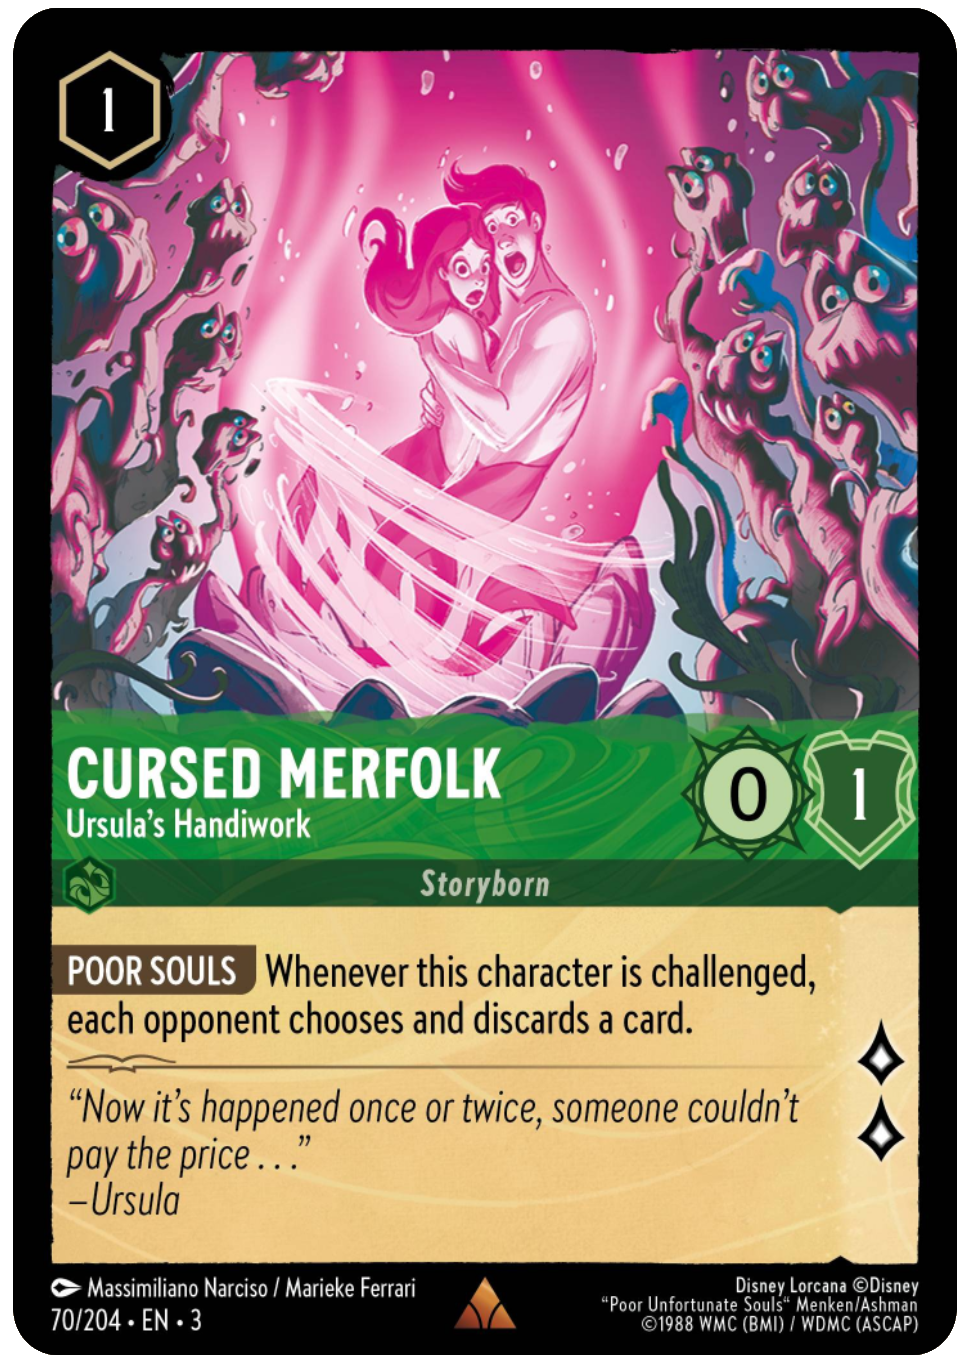 1
CURSED MERFOLK
Ursula's Handiwork
0
1
Storyborn
POOR SOULS Whenever this character is challenged,
each opponent chooses and discards a card.
“Now it's happened once or twice, someone couldn't
pay the price . . .”
–Ursula
Massimiliano Narciso / Marieke Ferrari
70/204 • EN • 3
Disney Lorcana ©Disney
“Poor Unfortunate Souls“ Menken/Ashman
©1988 WMC (BMI) / WDMC (ASCAP)